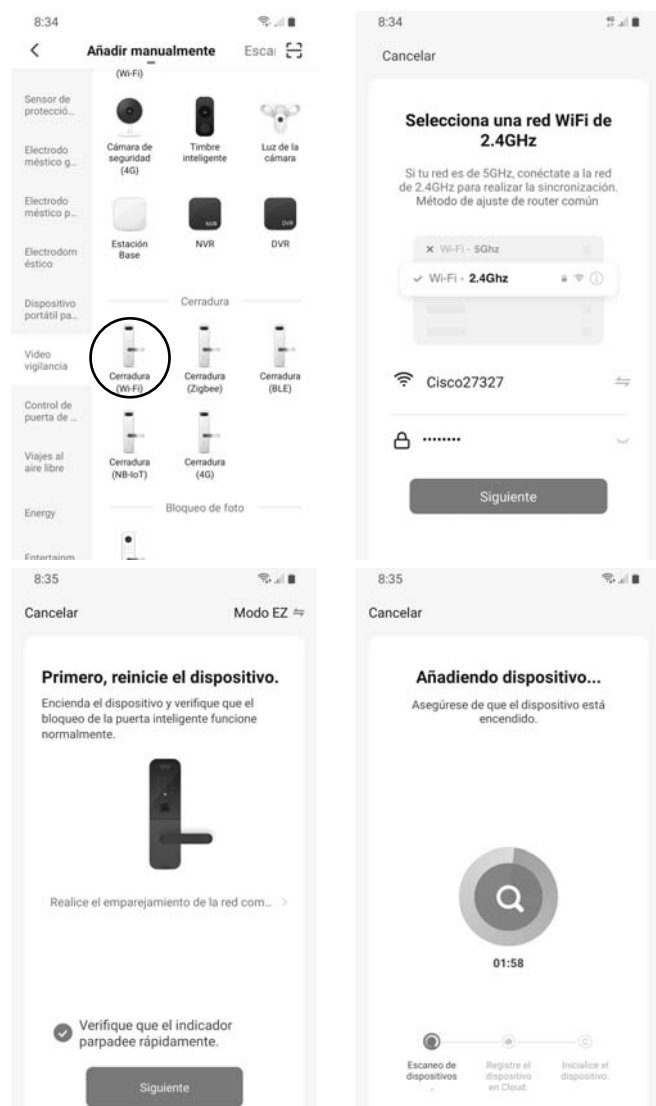 8:34
Añadir manualmente
Escai
(Wi-Fi)
Sensor de
protecció...
Electrodo
méstico g...
Electrodo
méstico p...
Electrodom
éstico
Dispositivo
portátil pa...
Video
vigilancia
Control de
puerta de ...
Viajes al
aire libre
Energy
Entertainm
Cámara de
seguridad
(4G)
Timbre
inteligente
Luz de la
cámara
NVR
DVR
Estación
Base
NVR
DVR
Cerradura
Cerradura
(Wi-Fi)
Cerradura
(Zigbee)
Cerradura
(BLE)
Cerradura
(NB-IoT)
Cerradura
(4G)
Bloqueo de foto
8:34
4G
Cancelar
Selecciona una red WiFi de
2.4GHz
Si tu red es de 5GHz, conéctate a la red
de 2.4GHz para realizar la sincronización.
Método de ajuste de router común
Wi-Fi - 5Ghz
Wi-Fi - 2.4Ghz
Cisco27327
••••••••
Siguiente
8:35
Cancelar
Modo EZ
Primero, reinicie el dispositivo.
Encienda el dispositivo y verifique que el
bloqueo de la puerta inteligente funcione
normalmente.
Realice el emparejamiento de la red com... >
Verifique que el indicador
parpadee rápidamente.
Siguiente
8:35
Cancelar
Añadiendo dispositivo...
Asegúrese de que el dispositivo está
encendido.
01:58
Escaneo de
dispositivos
.
Registre el
dispositivo
en Cloud.
Inicialice el
dispositivo.